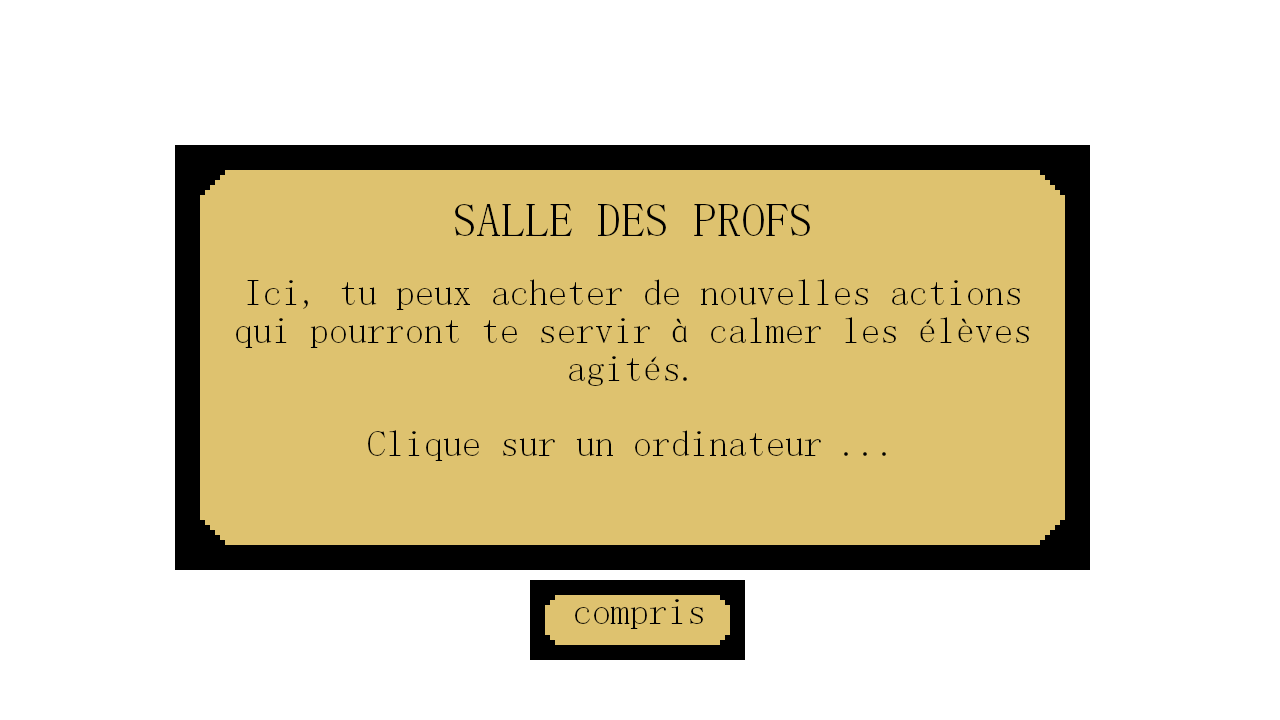 SALLE DES PROFS
Ici, tu peux acheter de nouvelles actions
qui pourront te servir à calmer les élèves
agités.
Clique sur un ordinateur ...
compris